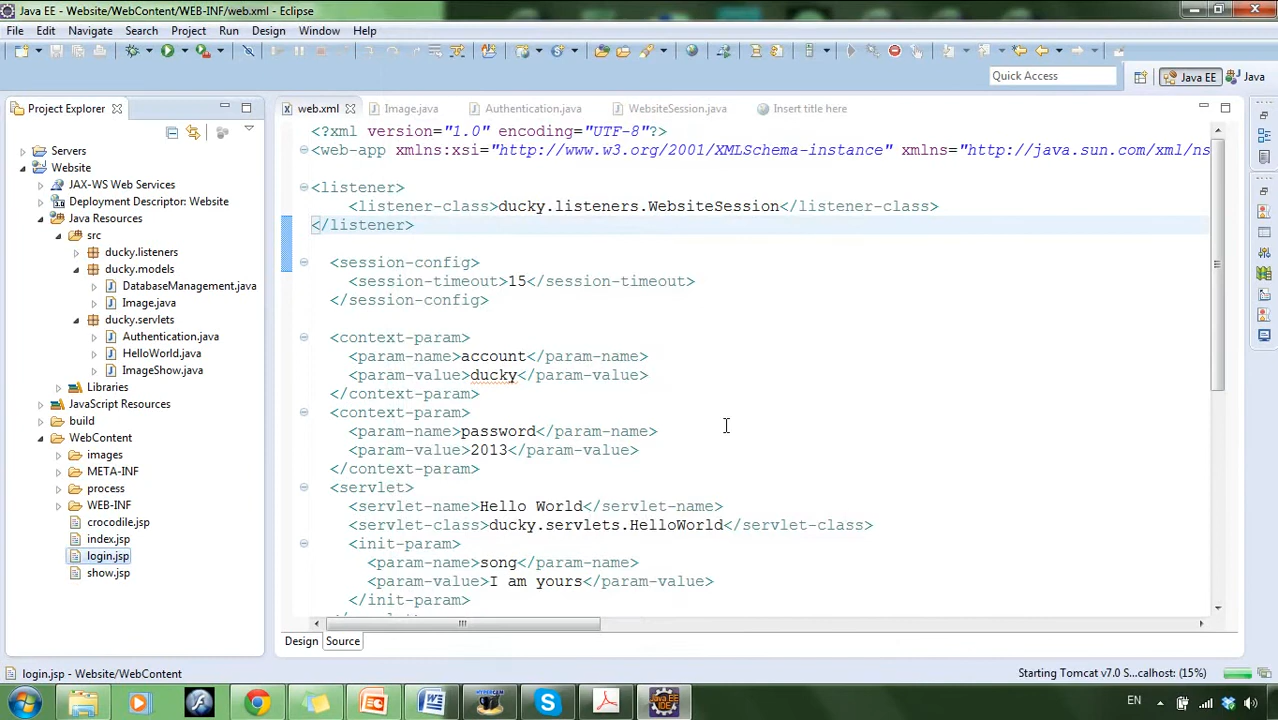 Java EE - Website/WebContent/WEB-INF/web.xml - Eclipse
File Edit Navigate Search Project Run Design Window Help
Quick Access
Java EE
Java
Project Explorer
web.xml
Image.java
Authentication.java
WebsiteSession.java
Insert title here
Servers
Website
JAX-WS Web Services
Deployment Descriptor: Website
Java Resources
src
ducky.listeners
ducky.models
DatabaseManagement.java
Image.java
ducky.servlets
Authentication.java
HelloWorld.java
ImageShow.java
Libraries
JavaScript Resources
build
WebContent
images
META-INF
process
WEB-INF
crocodile.jsp
index.jsp
login.jsp
show.jsp
<?xml version="1.0" encoding="UTF-8"?>
<web-app xmlns:xsi="http://www.w3.org/2001/XMLSchema-instance" xmlns="http://java.sun.com/xml/ns
<listener>
<listener-class>ducky.listeners.WebsiteSession</listener-class>
</listener>
<session-config>
<session-timeout>15</session-timeout>
</session-config>
<context-param>
<param-name>account</param-name>
<param-value>ducky</param-value>
</context-param>
<context-param>
<param-name>password</param-name>
<param-value>2013</param-value>
</context-param>
<servlet>
<servlet-name>Hello World</servlet-name>
<servlet-class>ducky.servlets.HelloWorld</servlet-class>
<init-param>
<param-name>song</param-name>
<param-value>I am yours</param-value>
</init-param>
Design Source
login.jsp - Website/WebContent
Starting Tomcat v7.0 S...calhost: (15%)
EN